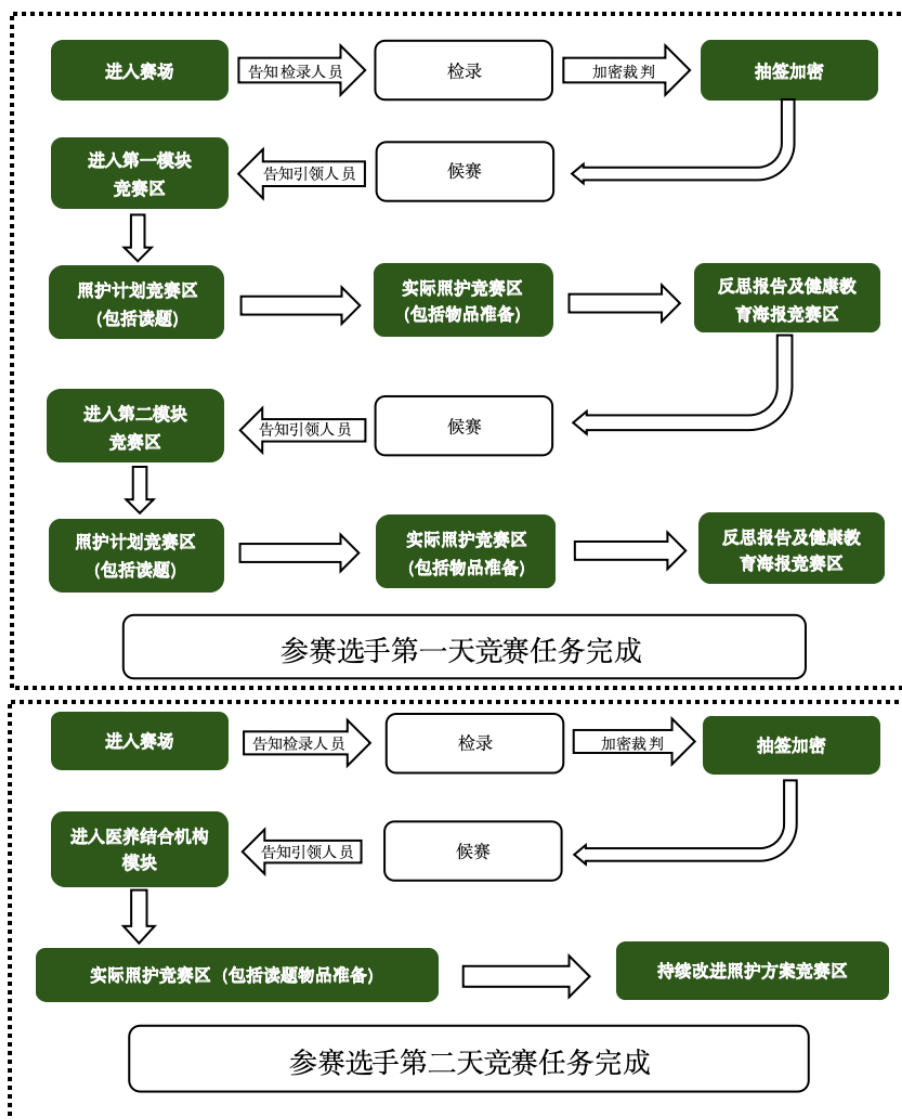 进入赛场
告知检录人员
检录
加密裁判
抽签加密
候赛
告知引领人员
进入第一模块
竞赛区
照护计划竞赛区
(包括读题)
实际照护竞赛区
(包括物品准备)
反思报告及健康教
育海报竞赛区
候赛
告知引领人员
进入第二模块
竞赛区
照护计划竞赛区
(包括读题)
实际照护竞赛区
(包括物品准备)
反思报告及健康教
育海报竞赛区
参赛选手第一天竞赛任务完成
进入赛场
告知检录人员
检录
加密裁判
抽签加密
候赛
告知引领人员
进入医养结合机构
模块
实际照护竞赛区（包括读题物品准备）
持续改进照护方案竞赛区
参赛选手第二天竞赛任务完成